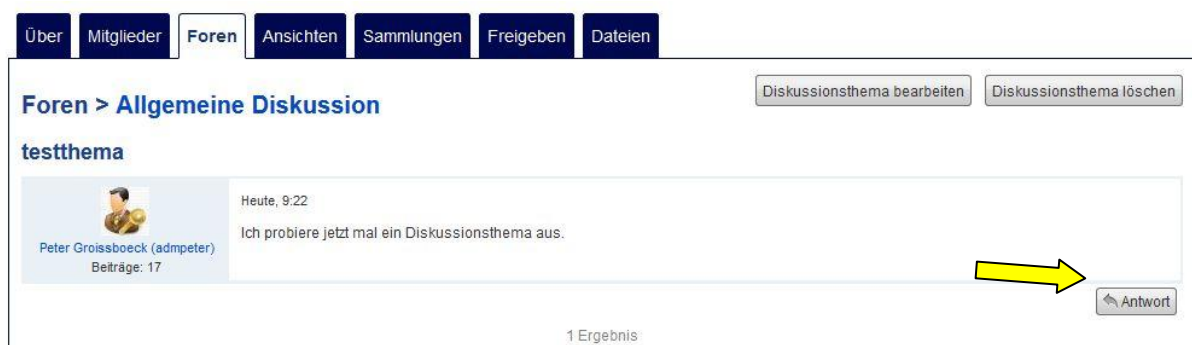 Über Mitglieder Foren Ansichten Sammlungen Freigeben Dateien
Foren > Allgemeine Diskussion
Diskussionsthema bearbeiten Diskussionsthema löschen
testthema
Peter Groissboeck (admpeter)
Beiträge: 17
Heute, 9:22
Ich probiere jetzt mal ein Diskussionsthema aus.
Antwort
1 Ergebnis